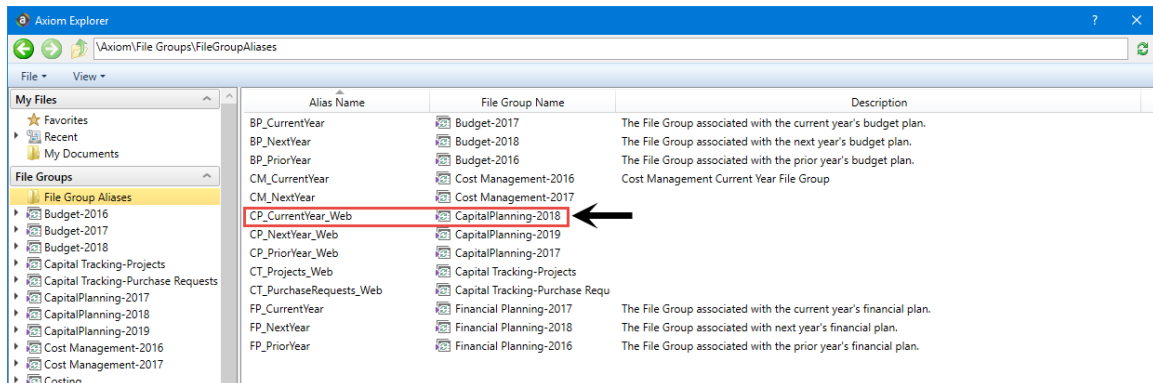 Axiom Explorer
\Axiom\File Groups\FileGroupAliases
File View
My Files
Favorites
Recent
My Documents
File Groups
File Group Aliases
Budget-2016
Budget-2017
Budget-2018
Capital Tracking-Projects
Capital Tracking-Purchase Requests
CapitalPlanning-2017
CapitalPlanning-2018
CapitalPlanning-2019
Cost Management-2016
Cost Management-2017
Costing
Alias Name File Group Name Description
BP_CurrentYear Budget-2017 The File Group associated with the current year's budget plan.
BP_NextYear Budget-2018 The File Group associated with the next year's budget plan.
BP_PriorYear Budget-2016 The File Group associated with the prior year's budget plan.
CM_CurrentYear Cost Management-2016 Cost Management Current Year File Group
CM_NextYear Cost Management-2017
CP_CurrentYear_Web CapitalPlanning-2018
CP_NextYear_Web CapitalPlanning-2019
CP_PriorYear_Web CapitalPlanning-2017
CT_Projects_Web Capital Tracking-Projects
CT_PurchaseRequests_Web Capital Tracking-Purchase Requ
FP_CurrentYear Financial Planning-2017 The File Group associated with the current year's financial plan.
FP_NextYear Financial Planning-2018 The File Group associated with next year's financial plan.
FP_PriorYear Financial Planning-2016 The File Group associated with the prior year's financial plan.